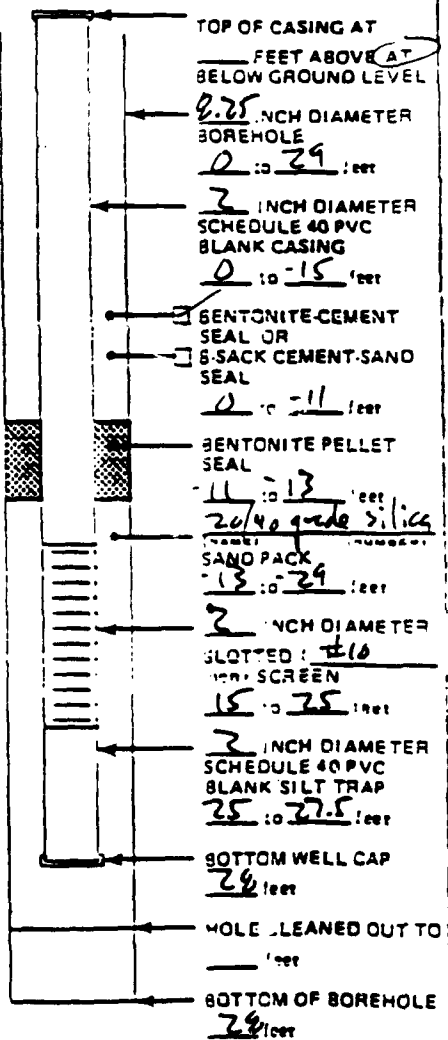 TOP OF CASING AT
___ FEET ABOVE AT
BELOW GROUND LEVEL
8.25 INCH DIAMETER
BOREHOLE
0 to 29 feet
2 INCH DIAMETER
SCHEDULE 40 PVC
BLANK CASING
0 to -15 feet
BENTONITE-CEMENT
SEAL OR
8-SACK CEMENT-SAND
SEAL
0 to -11 feet
BENTONITE PELLET
SEAL
-11 to -13 feet
20/40 grade silica
SAND PACK
-13 to -29 feet
2 INCH DIAMETER
SLOTTED #10
SCREEN
15 to 25 feet
2 INCH DIAMETER
SCHEDULE 40 PVC
BLANK SILT TRAP
25 to 27.5 feet
BOTTOM WELL CAP
28 feet
HOLE CLEANED OUT TO
___ feet
BOTTOM OF BOREHOLE
feet